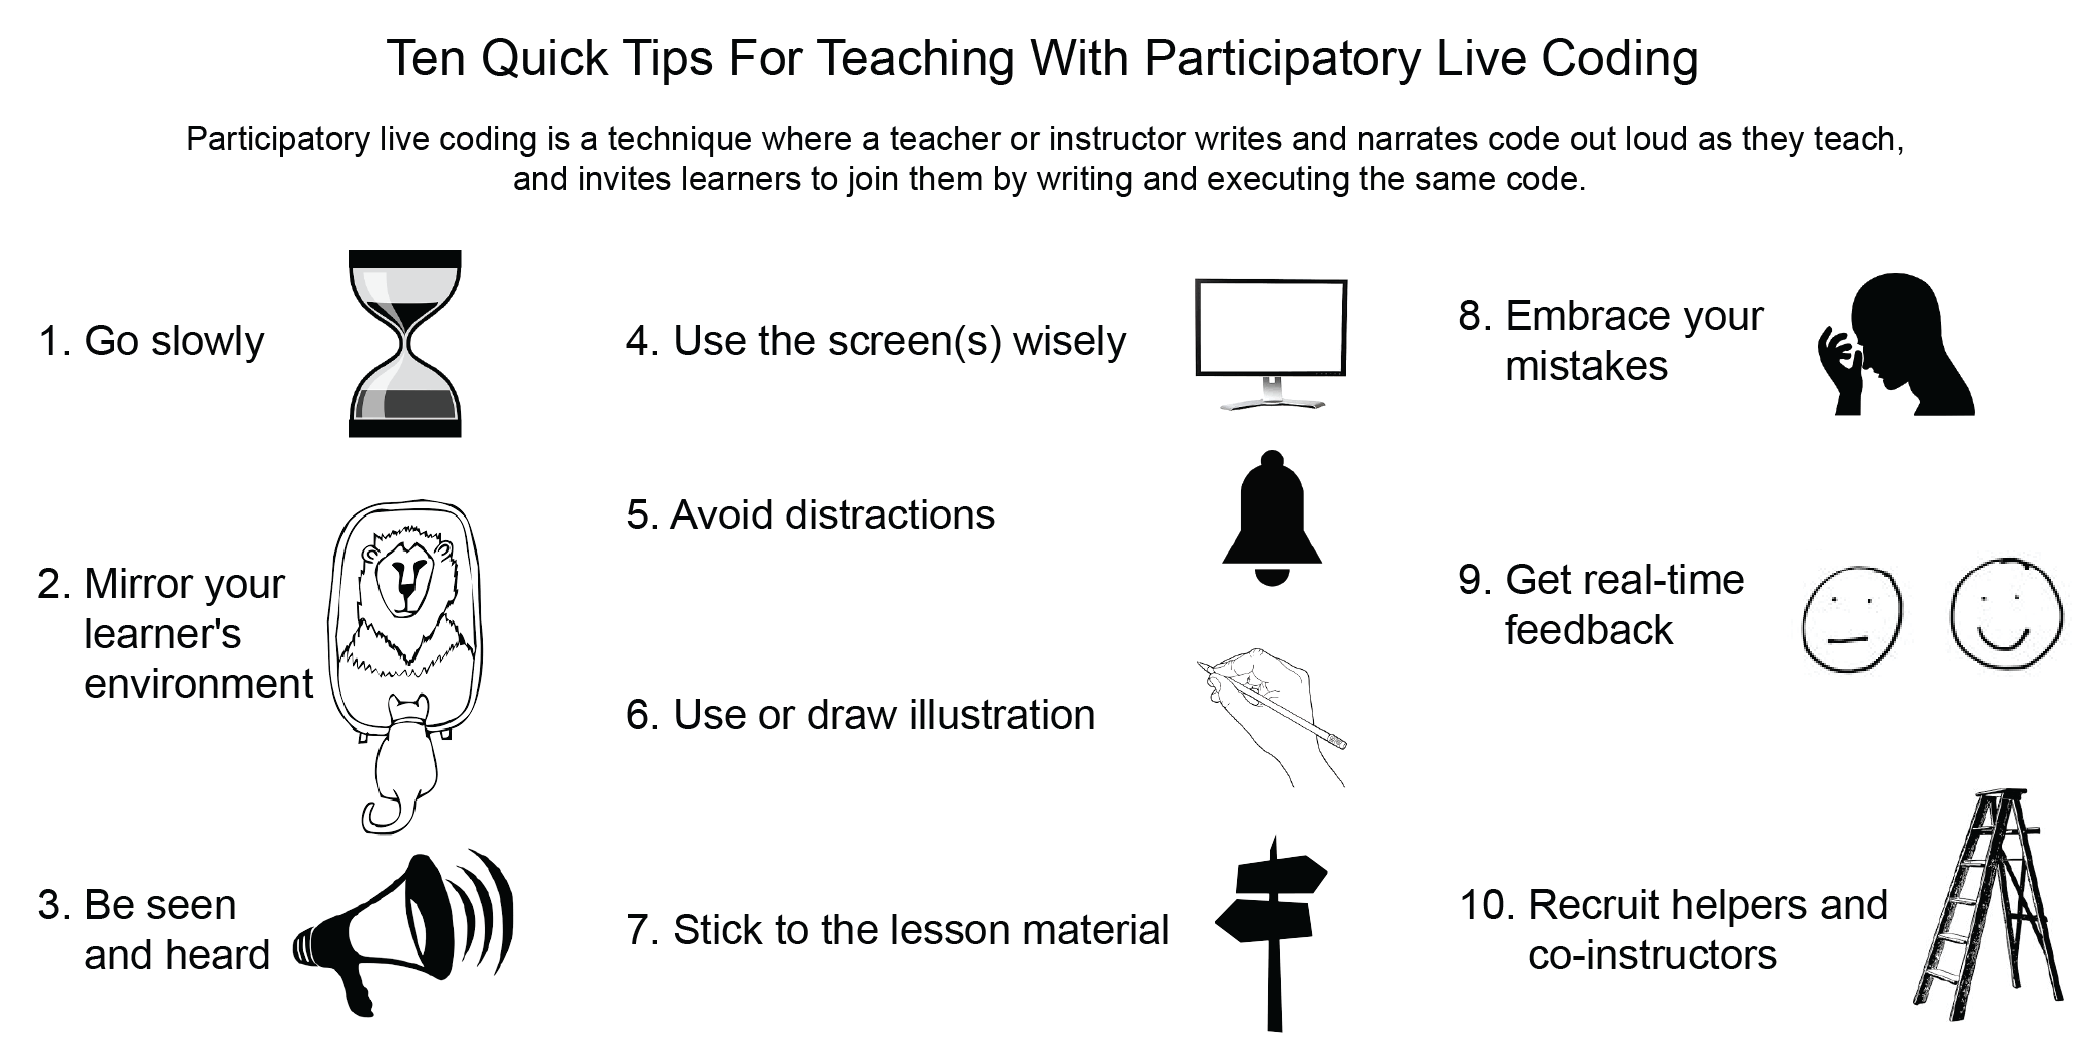 Ten Quick Tips For Teaching With Participatory Live Coding
Participatory live coding is a technique where a teacher or instructor writes and narrates code out loud as they teach,
and invites learners to join them by writing and executing the same code.
1. Go slowly
2. Mirror your
learner's
environment
3. Be seen
and heard
4. Use the screen(s) wisely
5. Avoid distractions
6. Use or draw illustration
7. Stick to the lesson material
8. Embrace your
mistakes
9. Get real-time
feedback
10. Recruit helpers and
co-instructors